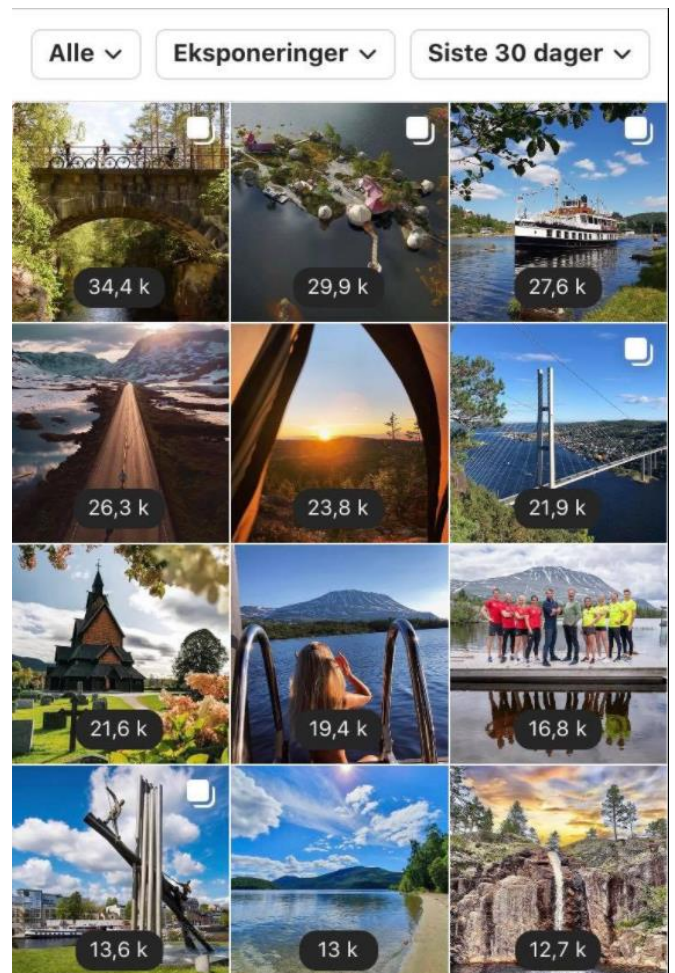 Alle Eksponeringer Siste 30 dager
34,4 k 29,9 k 27,6 k
26,3 k 23,8 k 21,9 k
21,6 k 19,4 k 16,8 k
13,6 k 13 k 12,7 k